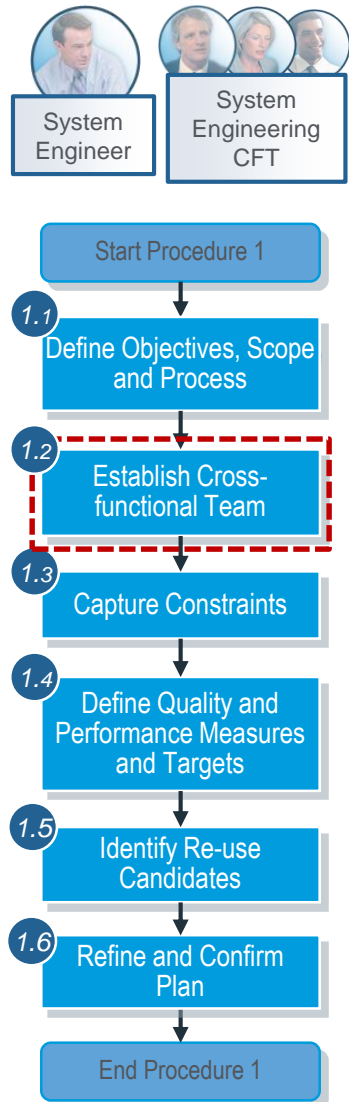 System
Engineer
System
Engineering
CFT
Start Procedure 1
1.1
Define Objectives, Scope
and Process
1.2
Establish Cross-
functional Team
1.3
Capture Constraints
1.4
Define Quality and
Performance Measures
and Targets
1.5
Identify Re-use
Candidates
1.6
Refine and Confirm
Plan
End Procedure 1